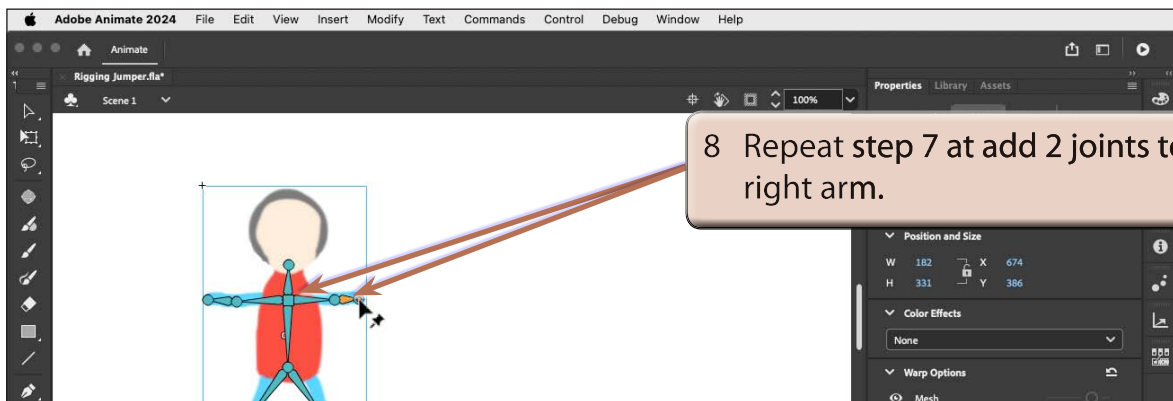 Adobe Animate 2024 File Edit View Insert Modify Text Commands Control Debug Window Help
Animate
Rigging Jumper.fla*
Scene 1 100%
Properties Library Assets
8 Repeat step 7 at add 2 joints to
right arm.
Position and Size
W 182 X 674
H 331 Y 386
Color Effects
None
Warp Options
Mesh